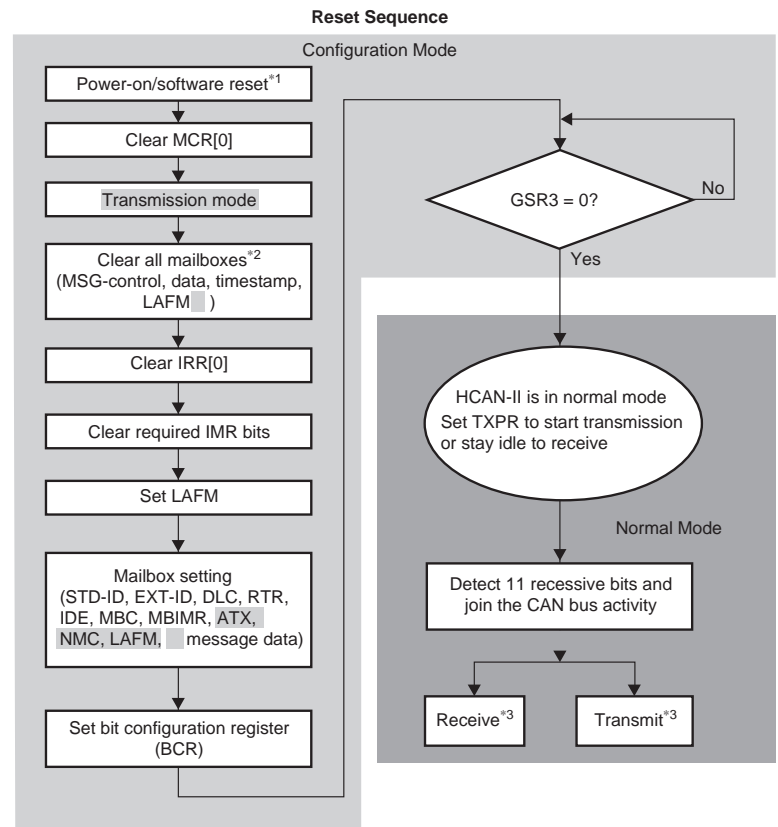 Reset Sequence
Configuration Mode
Power-on/software reset*1
Clear MCR[0]
Transmission mode
Clear all mailboxes*2
(MSG-control, data, timestamp,
LAFM )
Clear IRR[0]
Clear required IMR bits
Set LAFM
Mailbox setting
(STD-ID, EXT-ID, DLC, RTR,
IDE, MBC, MBIMR, ATX,
NMC, LAFM, message data)
Set bit configuration register
(BCR)
GSR3 = 0?
No
Yes
HCAN-II is in normal mode
Set TXPR to start transmission
or stay idle to receive
Normal Mode
Detect 11 recessive bits and
join the CAN bus activity
Receive*3
Transmit*3